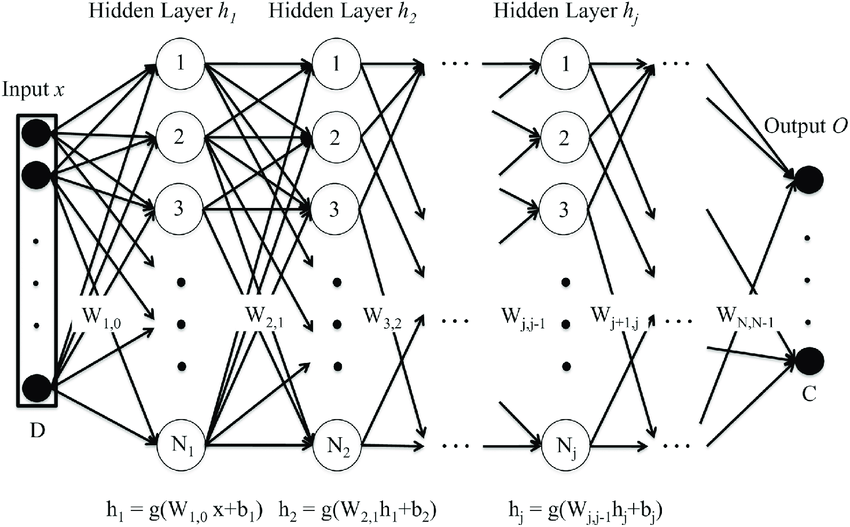 Hidden Layer h1 Hidden Layer h2 Hidden Layer hj
Input x
1 1 ... 1 ...
2 2 2
Output O
3 3 3
W1,0 W2,1 W3,2 ... Wj,j-1 Wj+1,j ... WN,N-1
D
C
N1 N2 ... Nj ...
h1 = g(W1,0 x+b1) h2 = g(W2,1h1+b2) hj = g(Wj,j-1hj+bj)